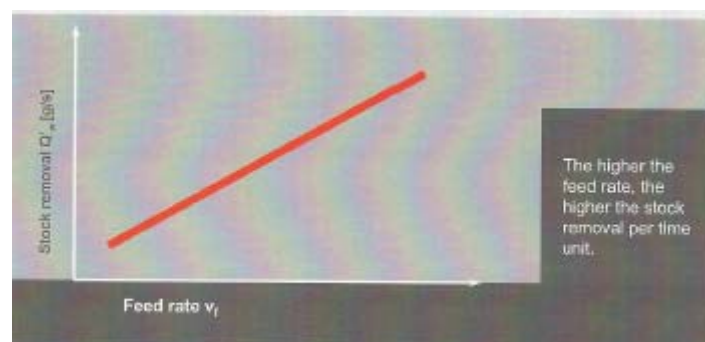 Stock removal Q'w [g/s]
The higher the
feed rate, the
higher the stock
removal per time
unit.
Feed rate vf